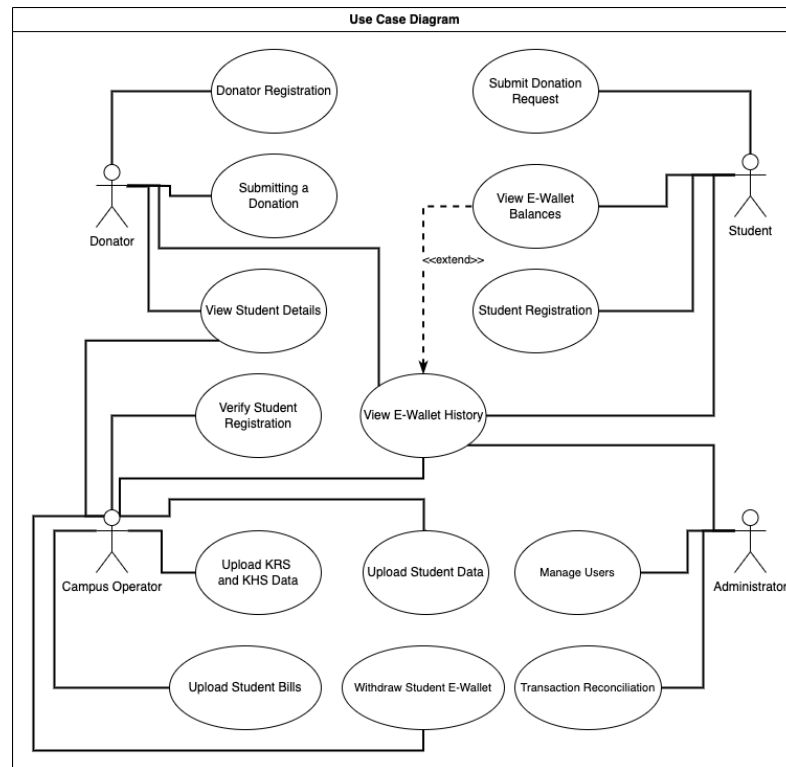 Use Case Diagram
Donator Registration
Submit Donation
Request
Submitting a
Donation
View E-Wallet
Balances
Donator
Student
<<extend>>
View Student Details
Student Registration
Verify Student
Registration
View E-Wallet History
Upload KRS
and KHS Data
Upload Student Data
Manage Users
Campus Operator
Administrator
Upload Student Bills
Withdraw Student E-Wallet
Transaction Reconciliation